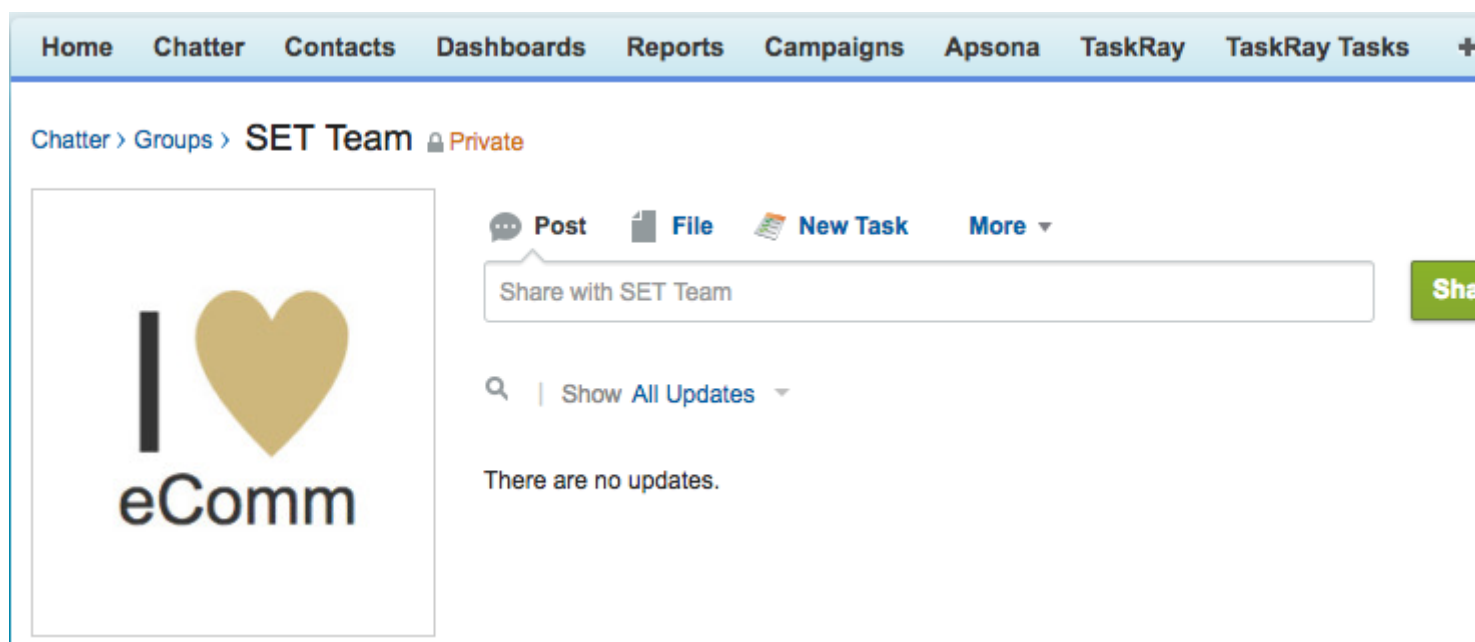 Home Chatter Contacts Dashboards Reports Campaigns Apsona TaskRay TaskRay Tasks +
Chatter › Groups › SET Team Private
Post File New Task More
Share with SET Team
Sha
Show All Updates
There are no updates.
I
eComm